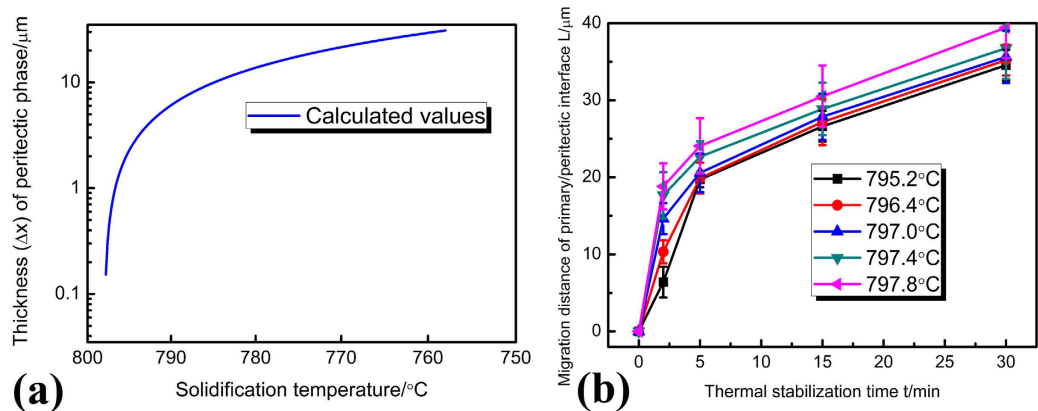 Thickness (Δx) of peritectic phase/μm
10
1
0.1
Calculated values
800 790 780 770 760 750
Solidification temperature/°C
(a)
Migration distance of primary/peritectic interface L/μm
40
30
20
10
0
795.2°C
796.4°C
797.0°C
797.4°C
797.8°C
0 5 10 15 20 25 30
Thermal stabilization time t/min
(b)